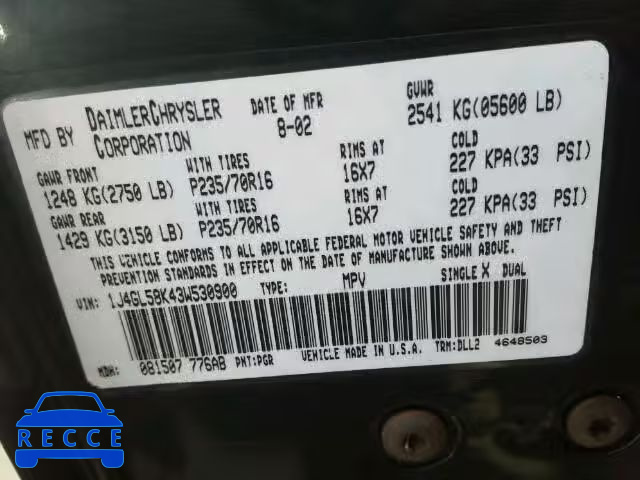 MFD BY DAIMLERCHRYSLER CORPORATION DATE OF MFR 8-02 GVWR 2541 KG(05600 LB)
GAWR FRONT WITH TIRES RIMS AT COLD
1248 KG(2750 LB) P235/70R16 16X7 227 KPA(33 PSI)
GAWR REAR WITH TIRES RIMS AT COLD
1429 KG(3150 LB) P235/70R16 16X7 227 KPA(33 PSI)
THIS VEHICLE CONFORMS TO ALL APPLICABLE FEDERAL MOTOR VEHICLE SAFETY AND THEFT
PREVENTION STANDARDS IN EFFECT ON THE DATE OF MANUFACTURE SHOWN ABOVE.
VIN: 1J4GL58K43W530900 TYPE: MPV SINGLE X DUAL
MDH: 081507 776AB PNT:PGR VEHICLE MADE IN U.S.A. TRM:DLL2 4648503
RECCE